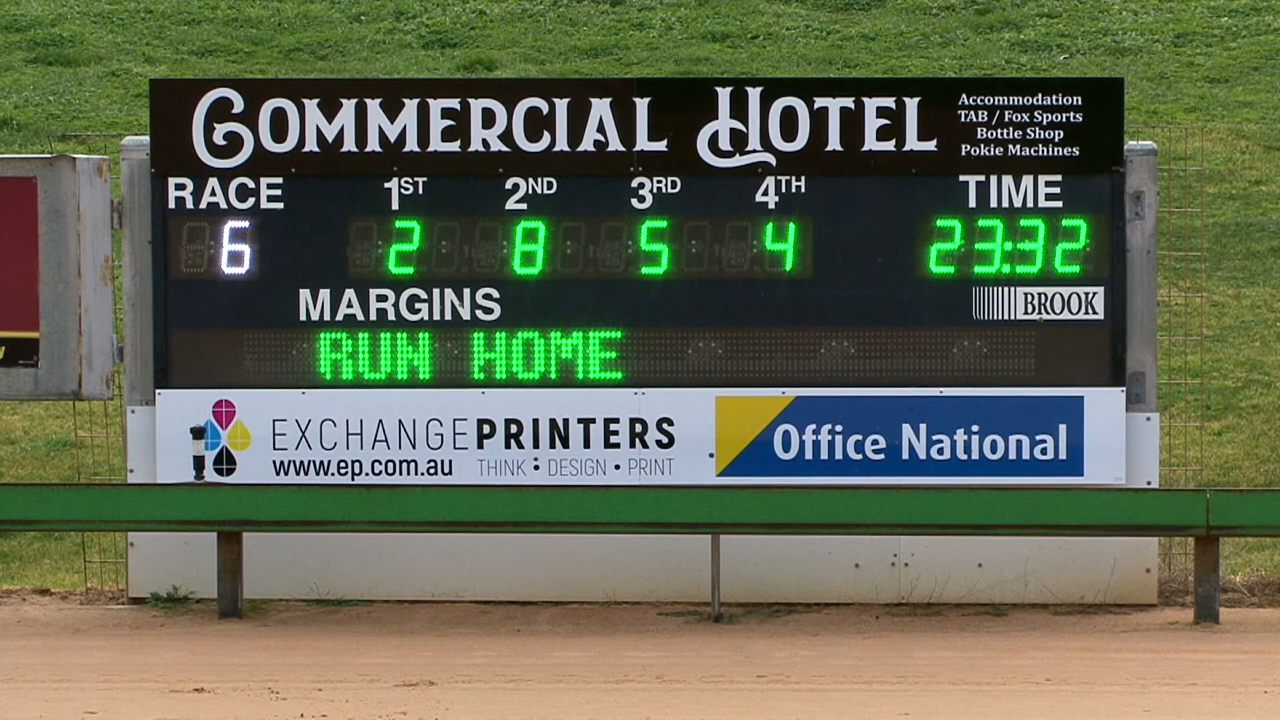 COMMERCIAL HOTEL
Accommodation
TAB / Fox Sports
Bottle Shop
Pokie Machines
RACE 1ST 2ND 3RD 4TH TIME
6 2 8 5 4 23:32
MARGINS
BROOK
RUN HOME
EXCHANGEPRINTERS
www.ep.com.au THINK : DESIGN • PRINT
Office National